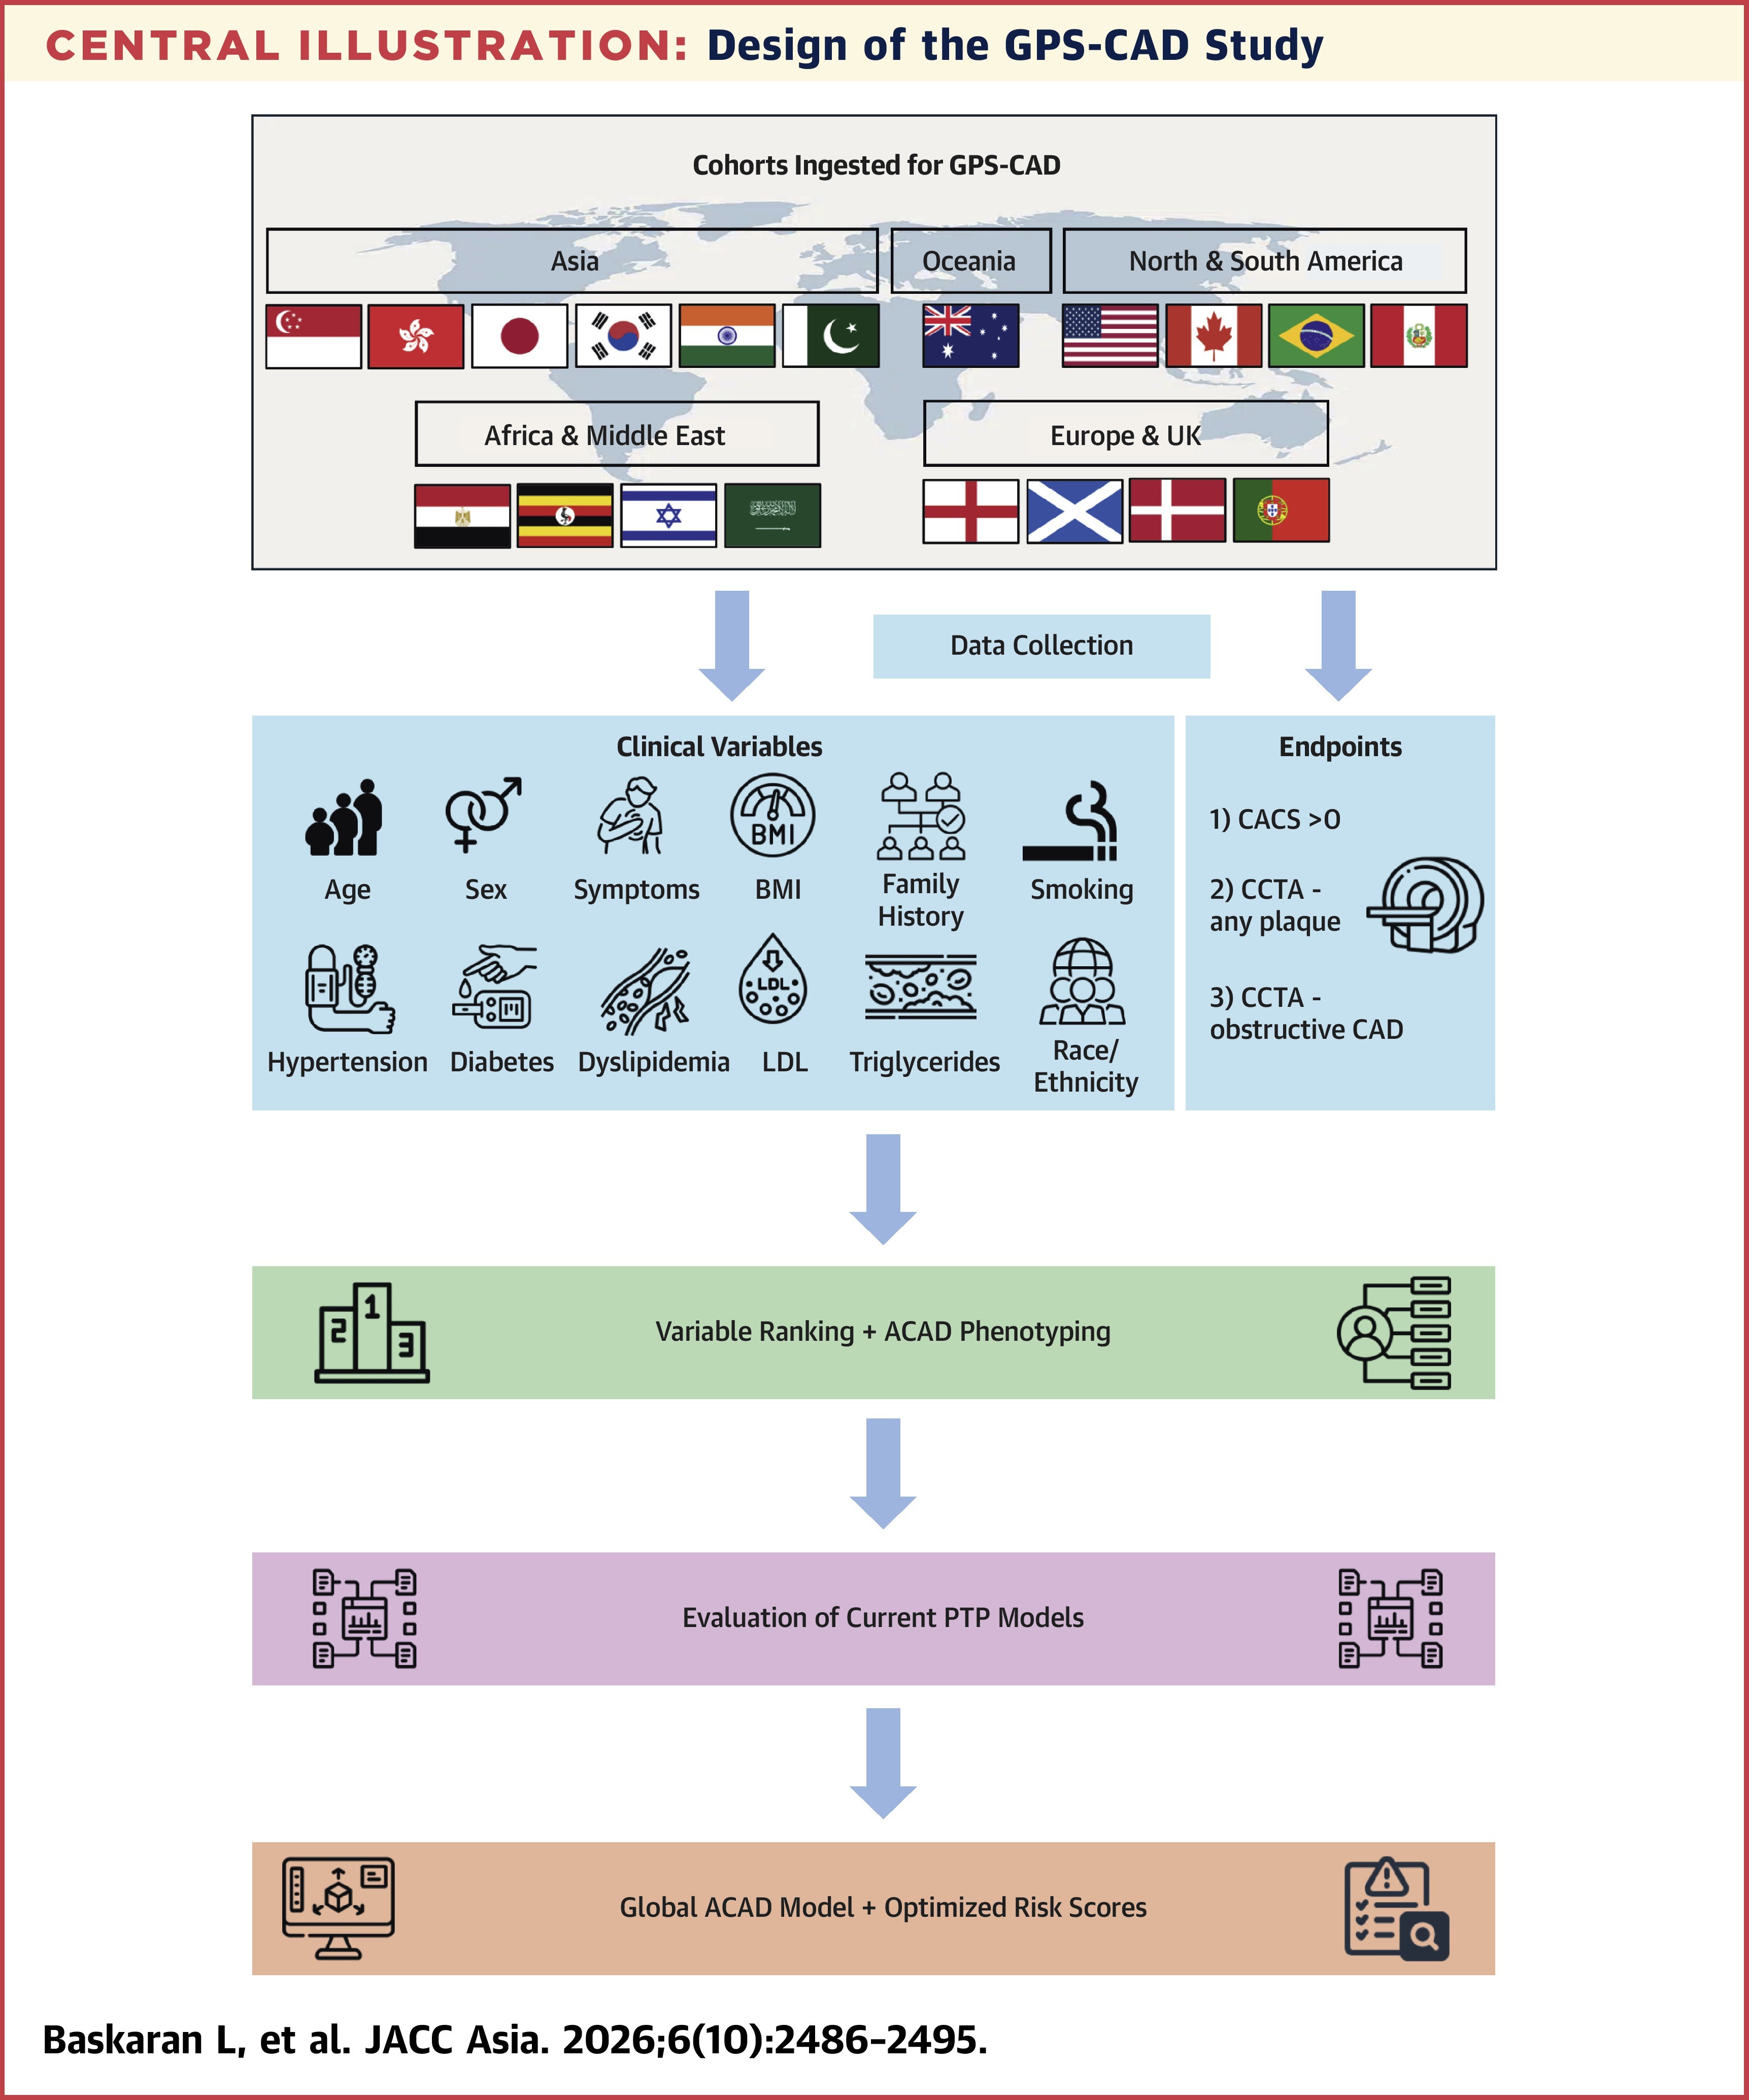 CENTRAL ILLUSTRATION: Design of the GPS-CAD Study
Cohorts Ingested for GPS-CAD
Asia
Oceania
North & South America
Africa & Middle East
Europe & UK
Data Collection
Clinical Variables
Age
Sex
Symptoms
BMI
BMI
Family
History
Smoking
Hypertension
Diabetes
Dyslipidemia
LDL
LDL
Triglycerides
Race/
Ethnicity
Endpoints
1) CACS >0
2) CCTA -
any plaque
3) CCTA -
obstructive CAD
2 1 3
Variable Ranking + ACAD Phenotyping
Evaluation of Current PTP Models
Global ACAD Model + Optimized Risk Scores
Baskaran L, et al. JACC Asia. 2026;6(10):2486–2495.